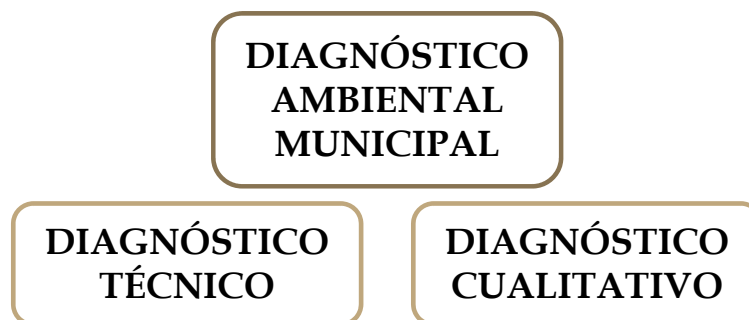 DIAGNÓSTICO
AMBIENTAL
MUNICIPAL
DIAGNÓSTICO
TÉCNICO
DIAGNÓSTICO
CUALITATIVO